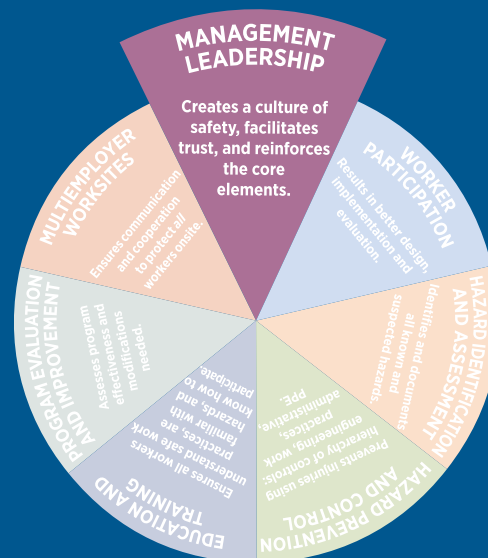 MANAGEMENT
LEADERSHIP
Creates a culture of
safety, facilitates
trust, and reinforces
the core
elements.
WORKER
PARTICIPATION
Results in better design,
implementation and
evaluation.
HAZARD IDENTIFICATION
AND ASSESSMENT
Identifies and documents
all known and
suspected hazards.
HAZARD PREVENTION
AND CONTROL
Prevents injuries using
hierarchy of controls:
engineering, work
practices,
administrative,
PPE.
EDUCATION AND
TRAINING
Ensures all workers
understand safe work
practices, are
familiar with
hazards, and
know how to
participate.
PROGRAM EVALUATION
AND IMPROVEMENT
Assesses program
effectiveness and
modifications
needed.
MULTIEMPLOYER
WORKSITES
Ensures communication
and cooperation
to protect all
workers onsite.